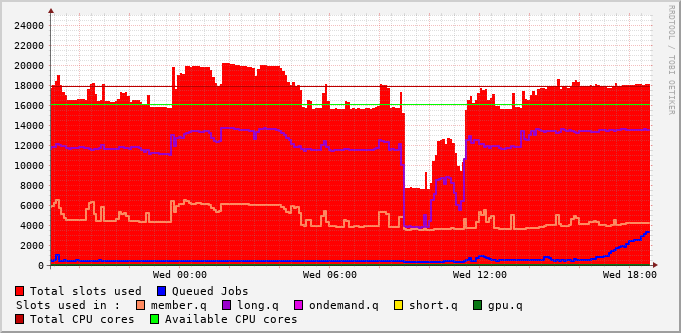 24000
22000
20000
18000
16000
14000
12000
10000
8000
6000
4000
2000
0
Wed 00:00 Wed 06:00 Wed 12:00 Wed 18:00
Total slots used Queued Jobs
Slots used in : member.q long.q ondemand.q short.q gpu.q
Total CPU cores Available CPU cores
RRDTOOL / TOBI OETIKER